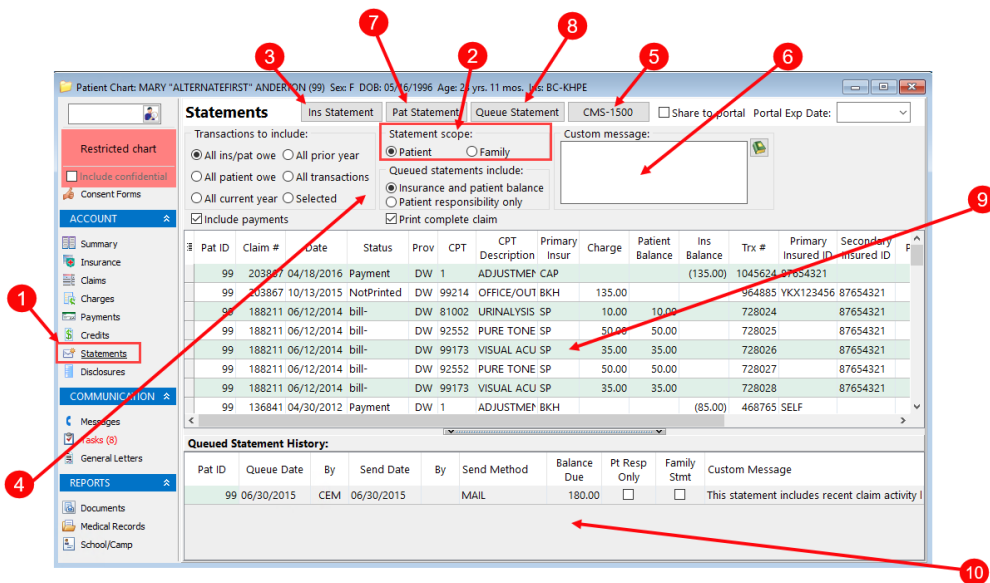 7
8
3
2
5
6
Patient Chart: MARY "ALTERNATEFIRST" ANDERTON (99) Sex: F DOB: 05/16/1996 Age: 24 yrs. 11 mos. Ins: BC-KHPE
Statements
Ins Statement
Pat Statement
Queue Statement
CMS-1500
Share to portal
Portal Exp Date:
Restricted chart
Include confidential
Consent Forms
ACCOUNT
Summary
Insurance
Claims
Charges
Payments
Credits
Statements
Disclosures
COMMUNICATION
Messages
Tasks (8)
General Letters
REPORTS
Documents
Medical Records
School/Camp
1
4
Transactions to include:
All ins/pat owe All prior year
All patient owe All transactions
All current year Selected
Include payments
Statement scope:
Patient Family
Queued statements include:
Insurance and patient balance
Patient responsibility only
Print complete claim
Custom message:
9
Pat ID Claim # Date Status Prov CPT CPT Description Primary Insur Charge Patient Balance Ins Balance Trx # Primary Insured ID Secondary Insured ID P
99 203867 04/18/2016 Payment DW 1 ADJUSTMEN CAP (135.00) 1045624 87654321
99 203867 10/13/2015 NotPrinted DW 99214 OFFICE/OUT BKH 135.00 964885 YKX123456 87654321
99 188211 06/12/2014 bill- DW 81002 URINALYSIS SP 10.00 10.00 728024 87654321
99 188211 06/12/2014 bill- DW 92552 PURE TONE SP 50.00 50.00 728025 87654321
99 188211 06/12/2014 bill- DW 99173 VISUAL ACU SP 35.00 35.00 728026 87654321
99 188211 06/12/2014 bill- DW 92552 PURE TONE SP 50.00 50.00 728027 87654321
99 188211 06/12/2014 bill- DW 99173 VISUAL ACU SP 35.00 35.00 728028 87654321
99 136841 04/30/2012 Payment DW 1 ADJUSTMEN BKH (85.00) 468765 SELF
Queued Statement History:
Pat ID Queue Date By Send Date By Send Method Balance Due Pt Resp Only Family Stmt Custom Message
99 06/30/2015 CEM 06/30/2015 MAIL 180.00 This statement includes recent claim activity l
10